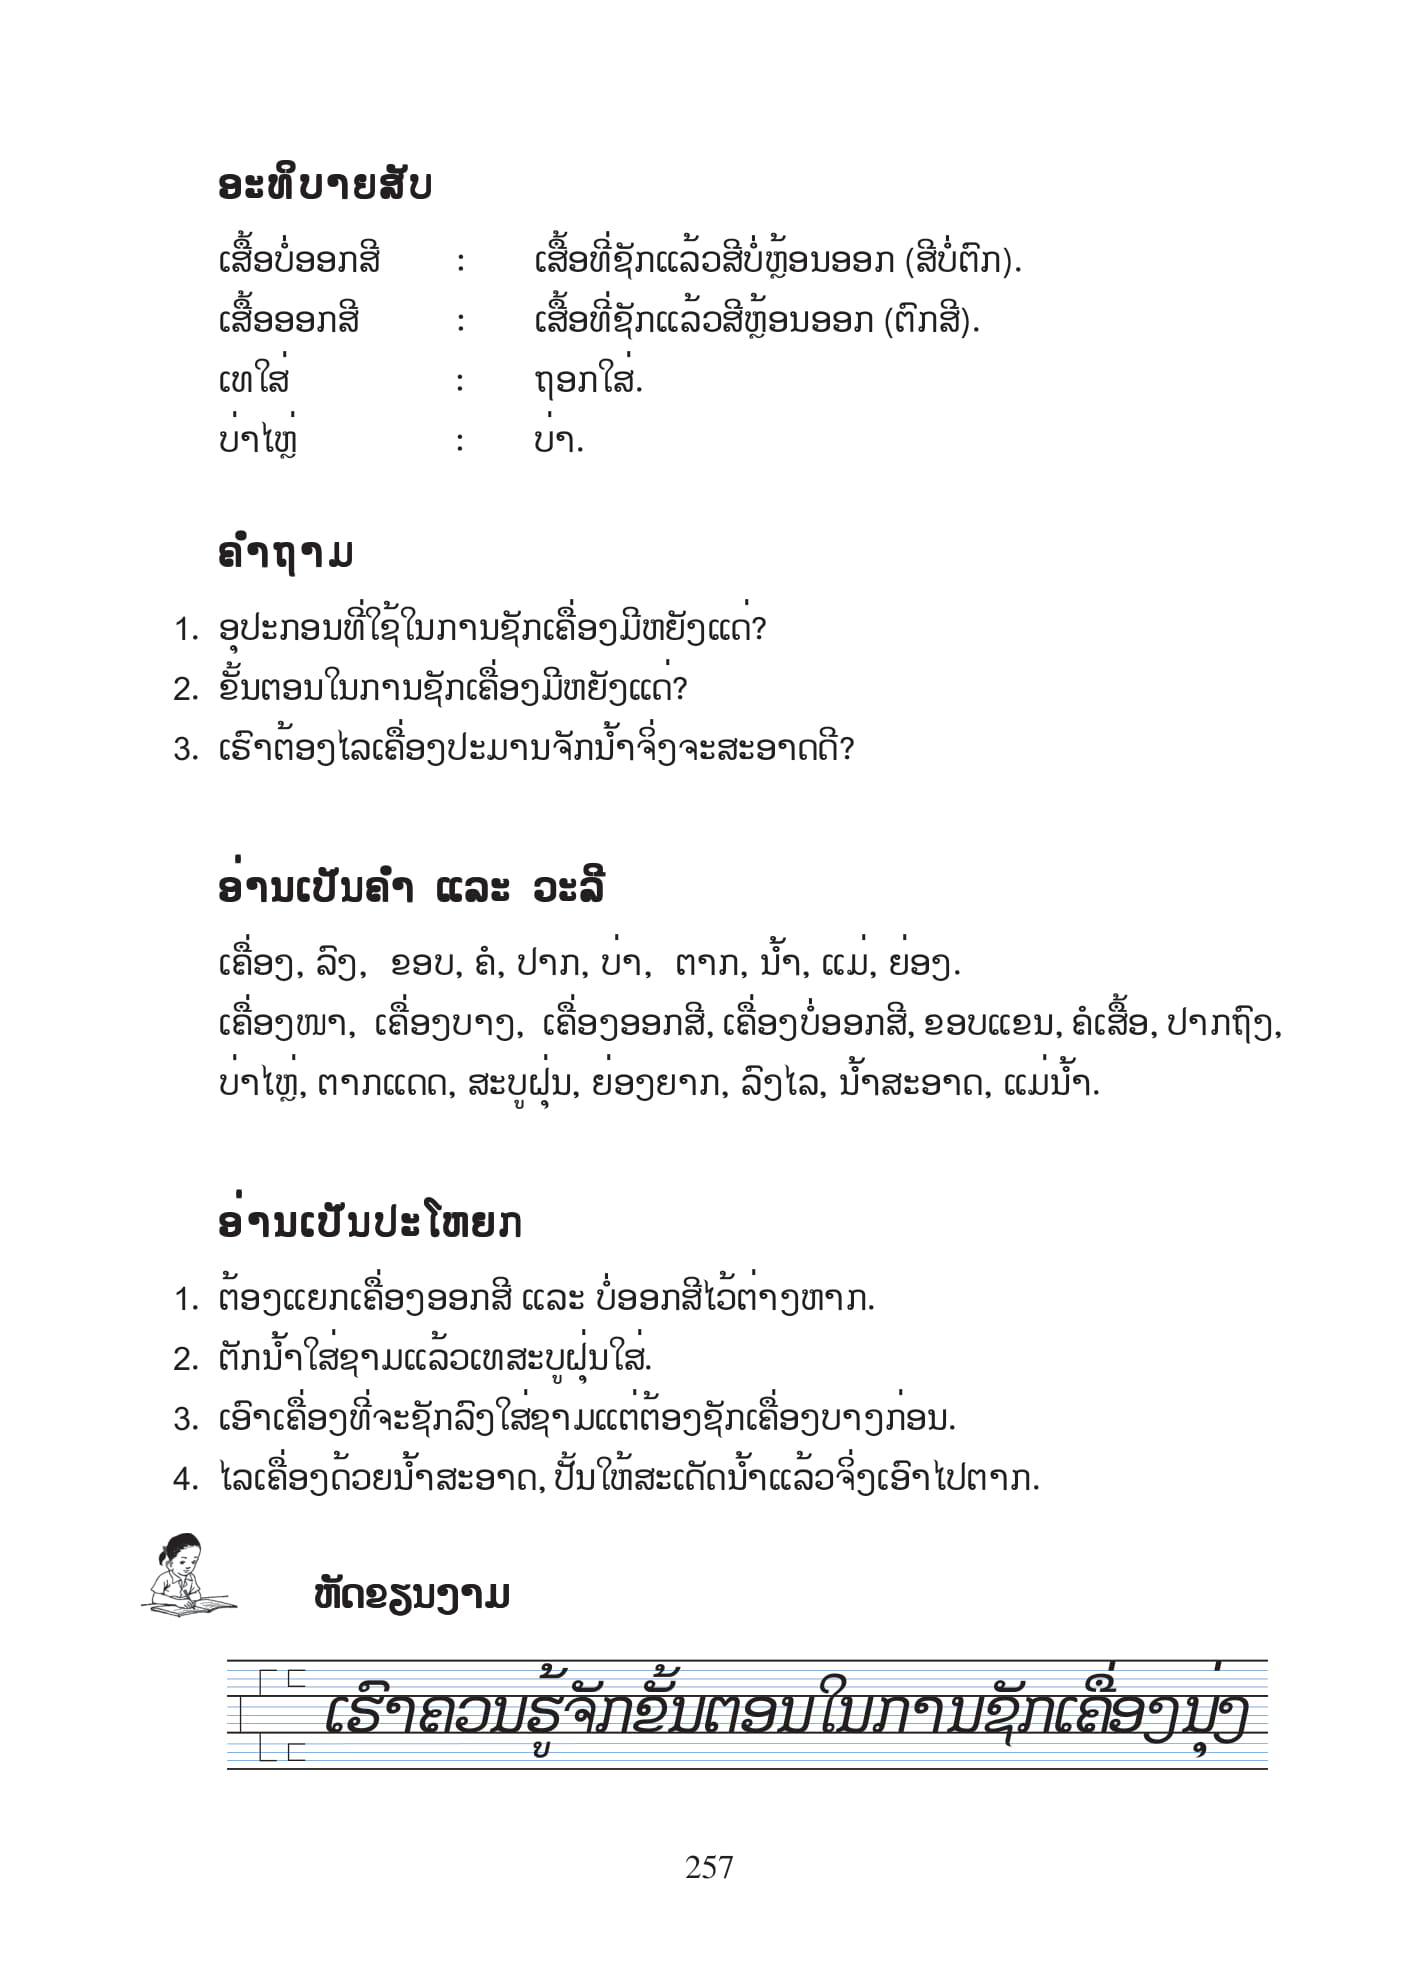 ອະທິບາຍສັບ
ເສື້ອບໍ່ອອກສີ : ເສື້ອທີ່ຊັກແລ້ວສີບໍ່ຫຼ້ອນອອກ (ສີບໍ່ຕົກ).
ເສື້ອອອກສີ : ເສື້ອທີ່ຊັກແລ້ວສີຫຼ້ອນອອກ (ຕົກສີ).
ເທໃສ່ : ຖອກໃສ່.
ບ່າໄຫຼ່ : ບ່າ.
ຄຳຖາມ
1. ອຸປະກອນທີ່ໃຊ້ໃນການຊັກເຄື່ອງມີຫຍັງແດ່?
2. ຂັ້ນຕອນໃນການຊັກເຄື່ອງມີຫຍັງແດ່?
3. ເຮົາຕ້ອງໄລເຄື່ອງປະມານຈັກນ້ຳຈິ່ງຈະສະອາດດີ?
ອ່ານເປັນຄຳ ແລະ ວະລີ
ເຄື່ອງ, ລົງ, ຂອບ, ຄໍ, ປາກ, ບ່າ, ຕາກ, ນ້ຳ, ແມ່, ຍ່ອງ.
ເຄື່ອງໜາ, ເຄື່ອງບາງ, ເຄື່ອງອອກສີ, ເຄື່ອງບໍ່ອອກສີ, ຂອບແຂນ, ຄໍເສື້ອ, ປາກຖົງ,
ບ່າໄຫຼ່, ຕາກແດດ, ສະບູຝຸ່ນ, ຍ່ອງຍາກ, ລົງໄລ, ນ້ຳສະອາດ, ແມ່ນ້ຳ.
ອ່ານເປັນປະໂຫຍກ
1. ຕ້ອງແຍກເຄື່ອງອອກສີ ແລະ ບໍ່ອອກສີໄວ້ຕ່າງຫາກ.
2. ຕັກນ້ຳໃສ່ຊາມແລ້ວເທສະບູຝຸ່ນໃສ່.
3. ເອົາເຄື່ອງທີ່ຈະຊັກລົງໃສ່ຊາມແຕ່ຕ້ອງຊັກເຄື່ອງບາງກ່ອນ.
4. ໄລເຄື່ອງດ້ວຍນ້ຳສະອາດ, ປັ້ນໃຫ້ສະເດັດນ້ຳແລ້ວຈິ່ງເອົາໄປຕາກ.
ຫັດຂຽນງາມ
ເຮົາຄວນຮູ້ຈັກຂັ້ນຕອນໃນການຊັກເຄື່ອງນຸ່ງ
257